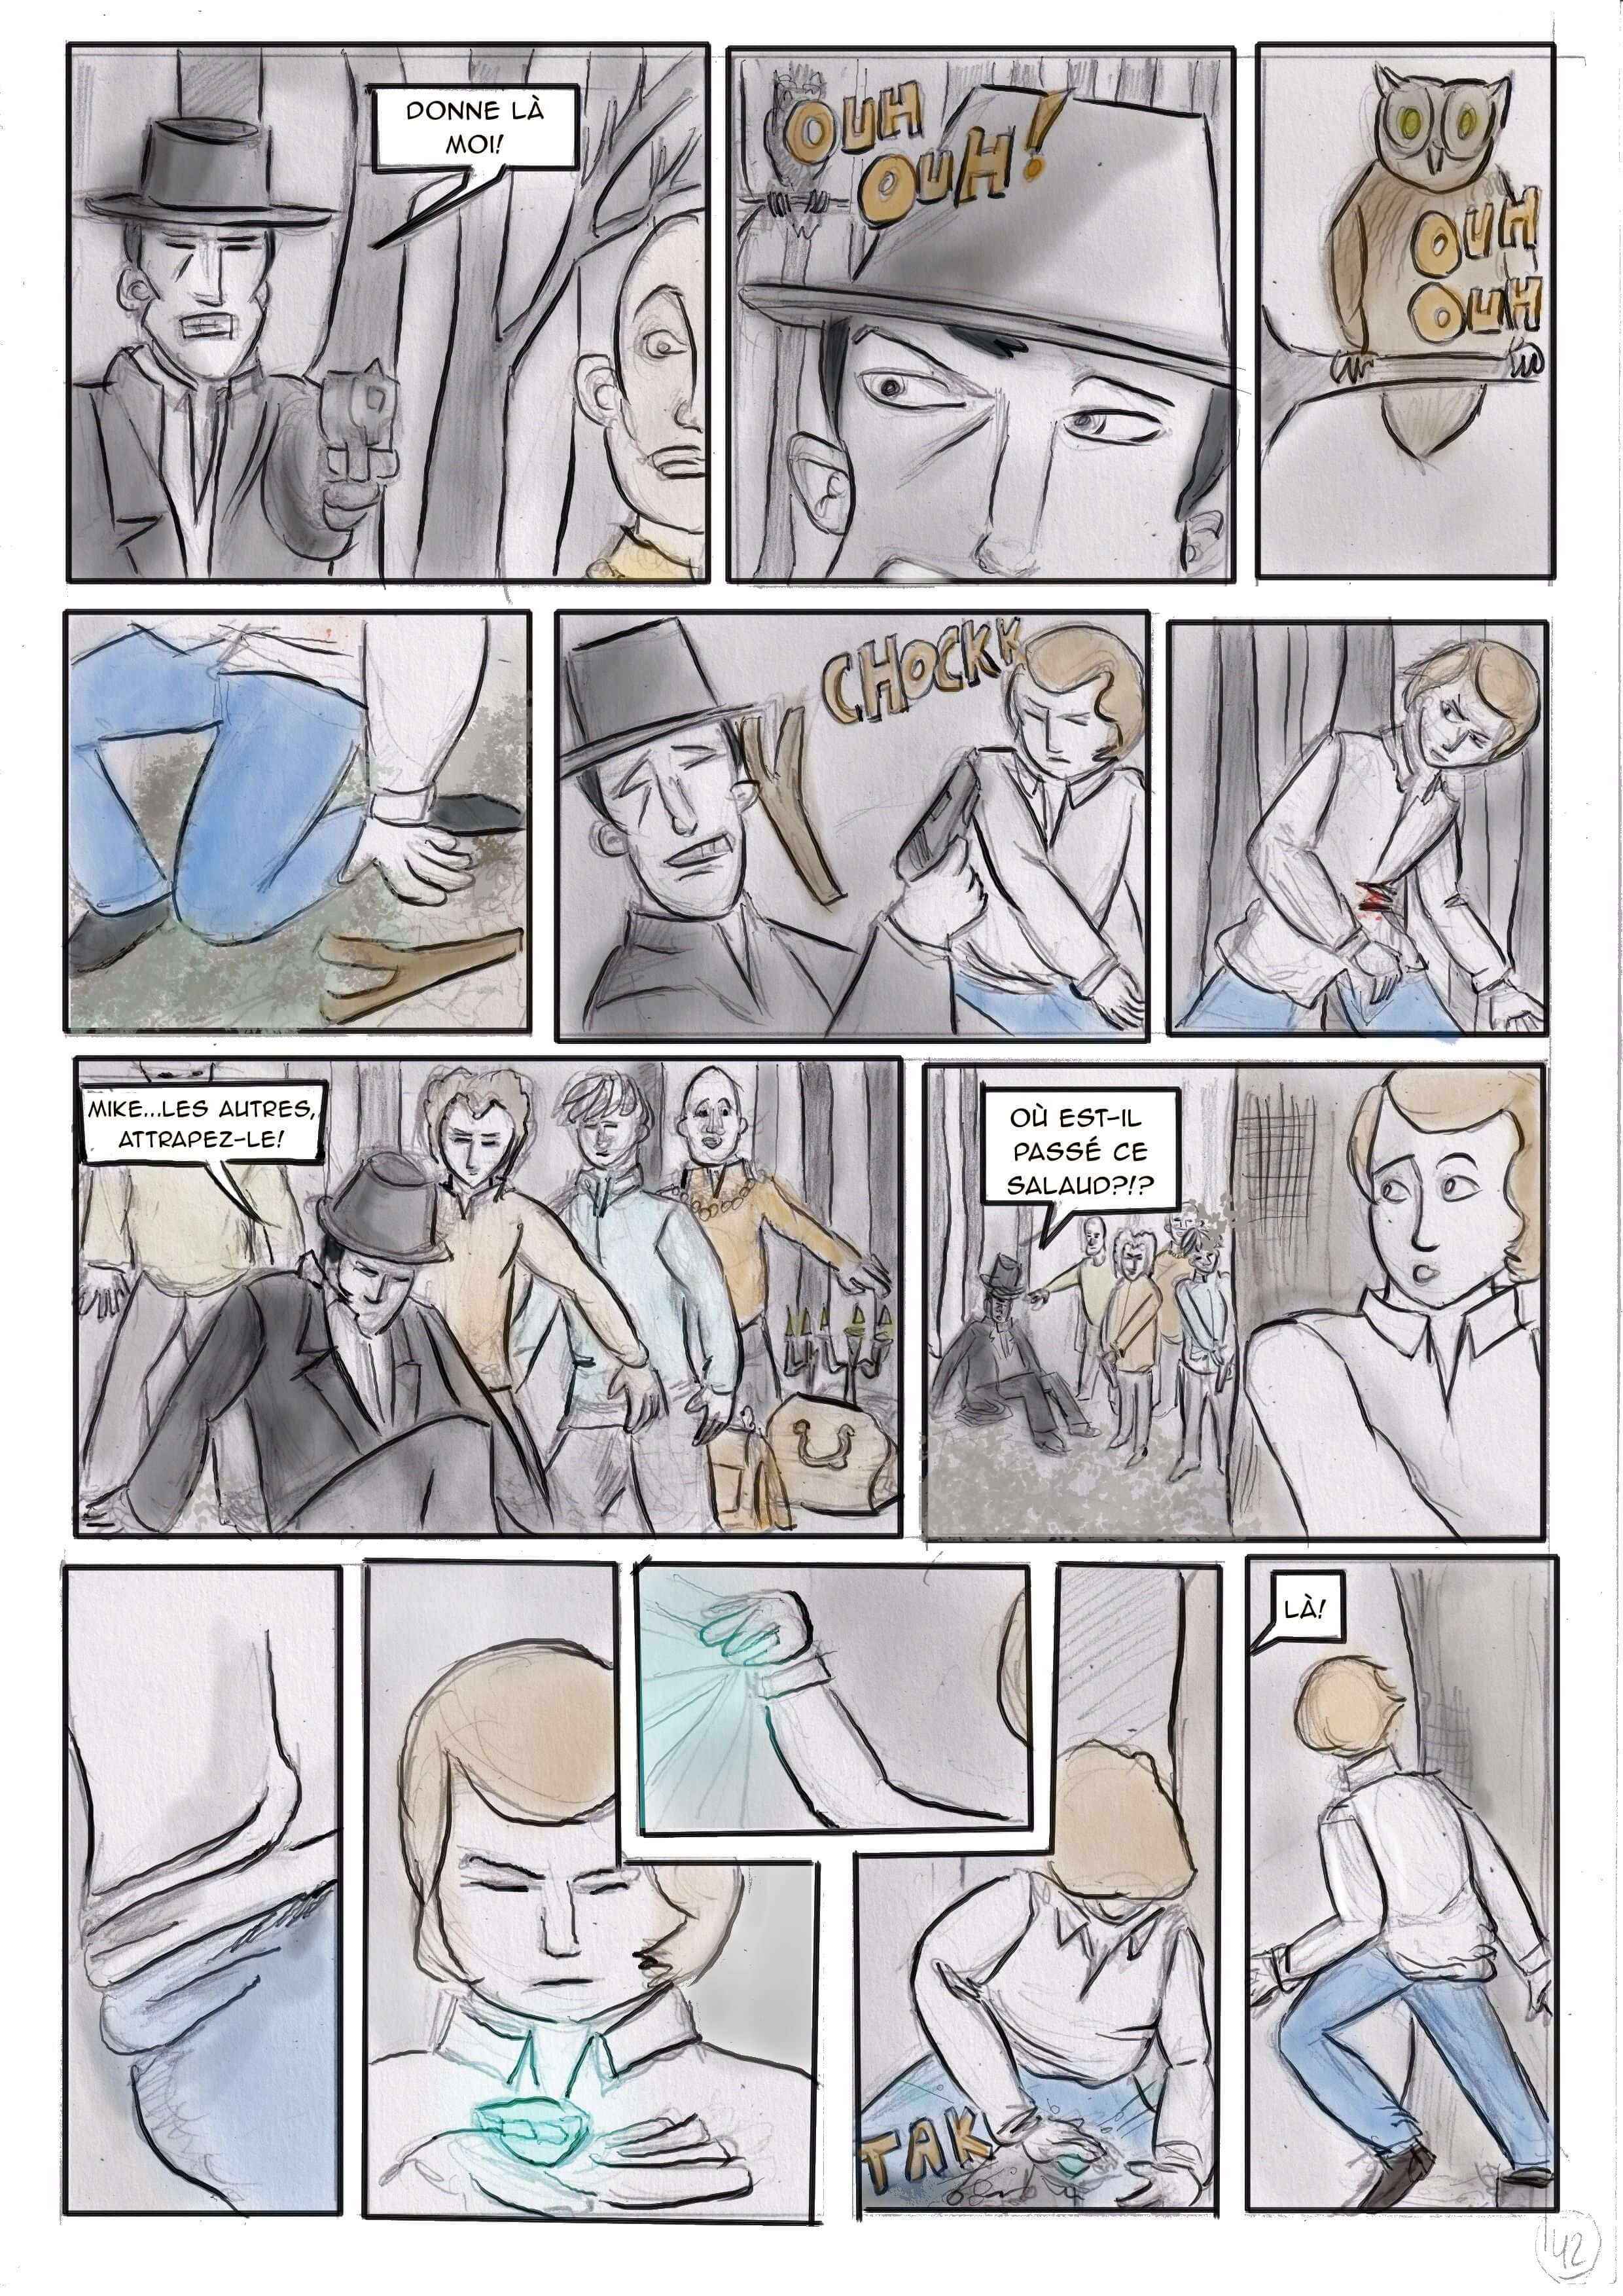 DONNE LÀ
MOI!
OUH
OUH!
OUH
OUH
CHOCKK
MIKE...LES AUTRES,
ATTRAPEZ-LE!
OÙ EST-IL
PASSÉ CE
SALAUD?!?
TAK
LÀ!
42